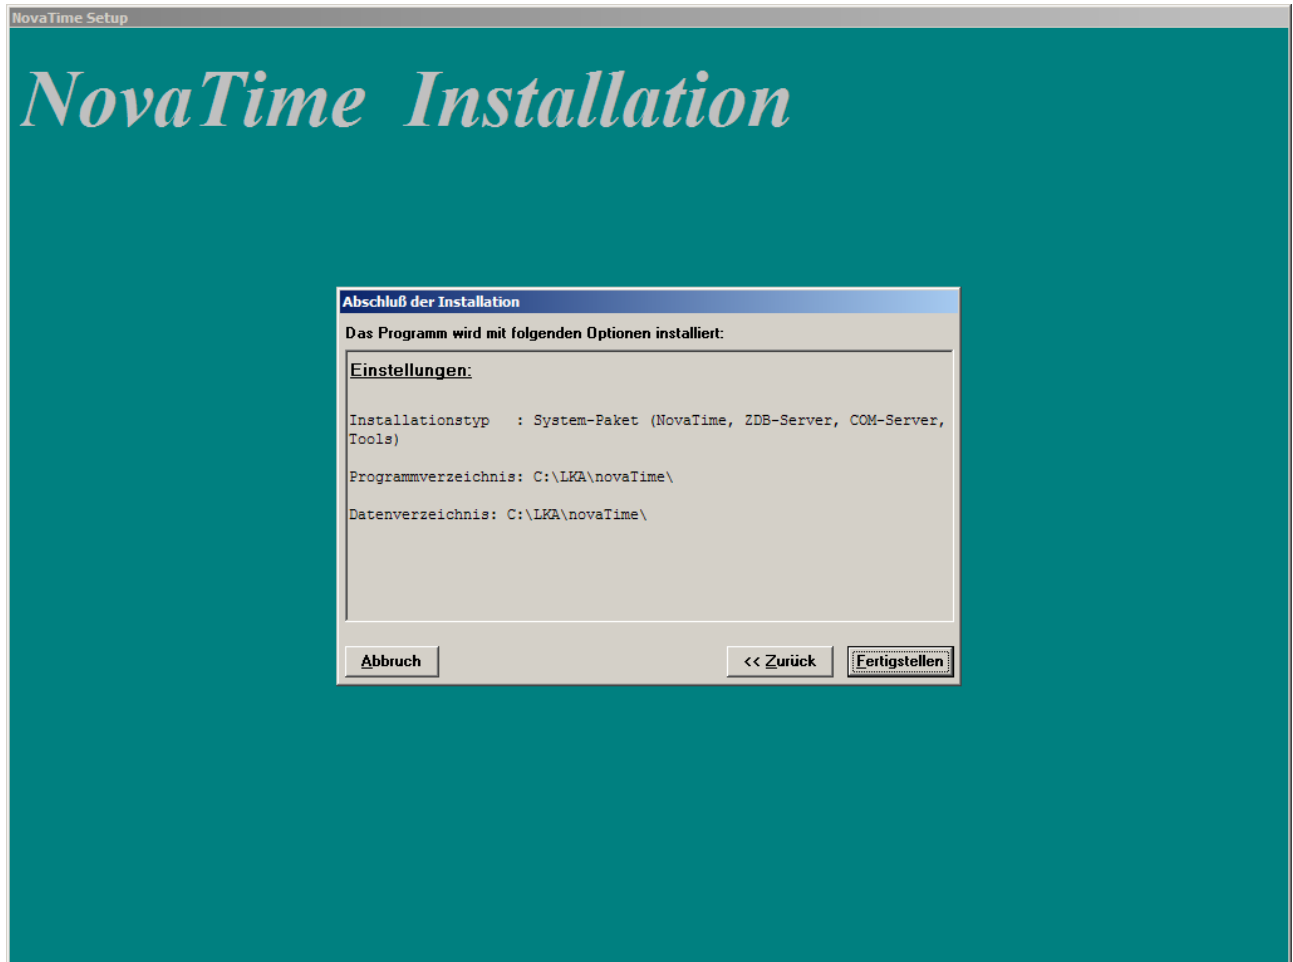 NovaTime Setup
NovaTime Installation
Abschluß der Installation
Das Programm wird mit folgenden Optionen installiert:
Einstellungen:
Installationstyp   : System-Paket (NovaTime, ZDB-Server, COM-Server,
Tools)
Programmverzeichnis: C:\LKA\novaTime\
Datenverzeichnis: C:\LKA\novaTime\
Abbruch << Zurück Fertigstellen